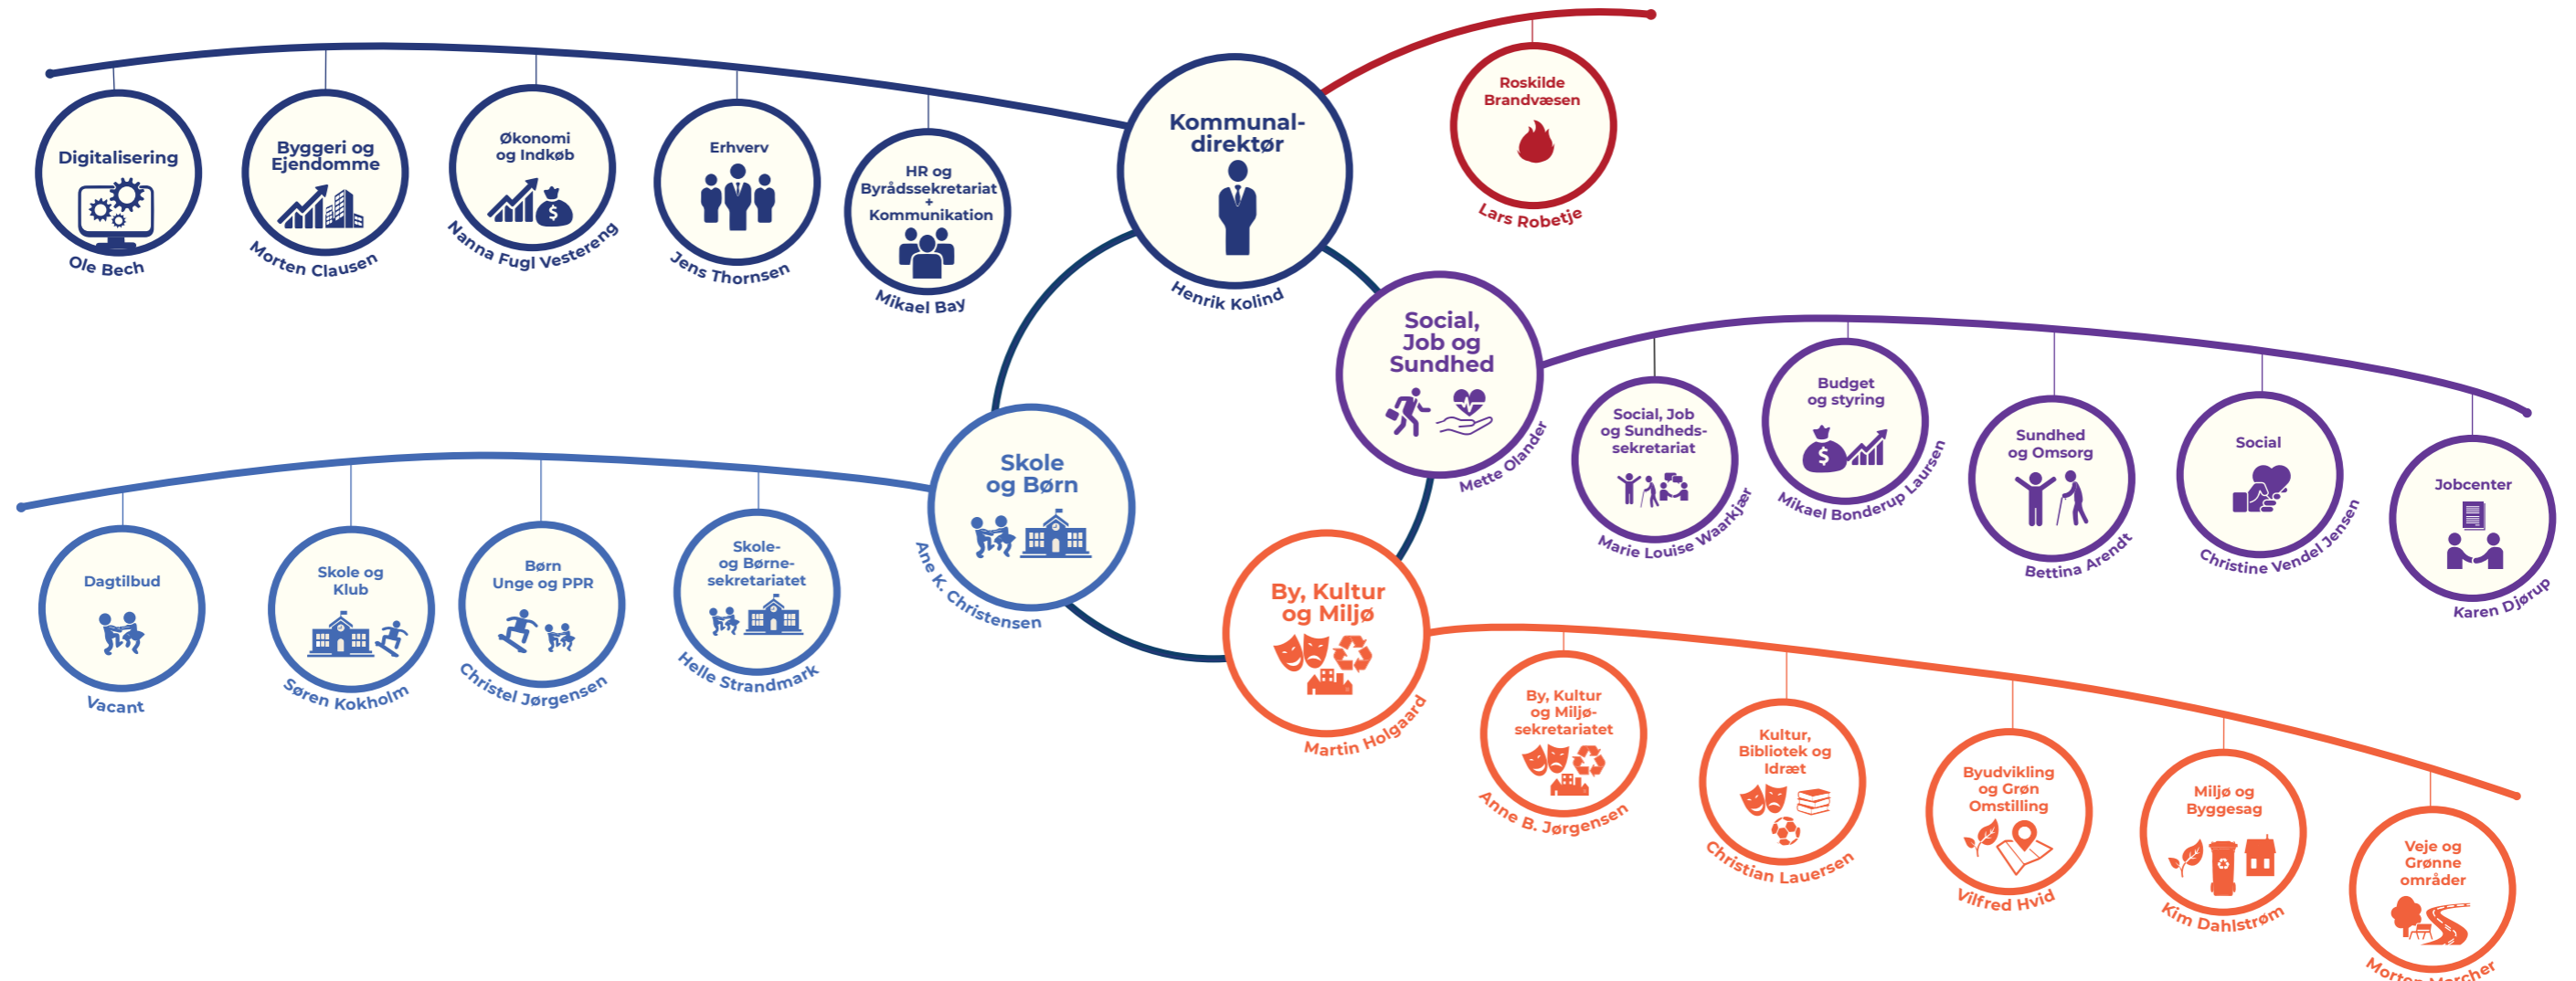 Digitalisering
Ole Bech
Byggeri og
Ejendomme
Morten Clausen
Økonomi
og Indkøb
Nanna Fugl Vestereng
Erhverv
Jens Thornsen
HR og
Byrådssekretariat
+
Kommunikation
Mikael Bay
Kommunal-
direktør
Henrik Kolind
Roskilde
Brandvæsen
Lars Robetje
Social,
Job og
Sundhed
Mette Olander
Social, Job
og Sundheds-
sekretariat
Marie Louise Waarkjær
Budget
og styring
Mikael Bonderup Laursen
Sundhed
og Omsorg
Bettina Arendt
Social
Christine Vendel Jensen
Jobcenter
Karen Djørup
Skole
og Børn
Ane K. Christensen
Dagtilbud
Vacant
Skole og
Klub
Søren Kokholm
Børn
Unge og PPR
Christel Jørgensen
Skole-
og Børne-
sekretariatet
Helle Strandmark
By, Kultur
og Miljø
Martin Holgaard
By, Kultur
og Miljø-
sekretariatet
Anne B. Jørgensen
Kultur,
Bibliotek og
Idræt
Christian Lauersen
Byudvikling
og Grøn
Omstilling
Vilfred Hvid
Miljø og
Byggesag
Kim Dahlstrøm
Veje og
Grønne
områder
Morten